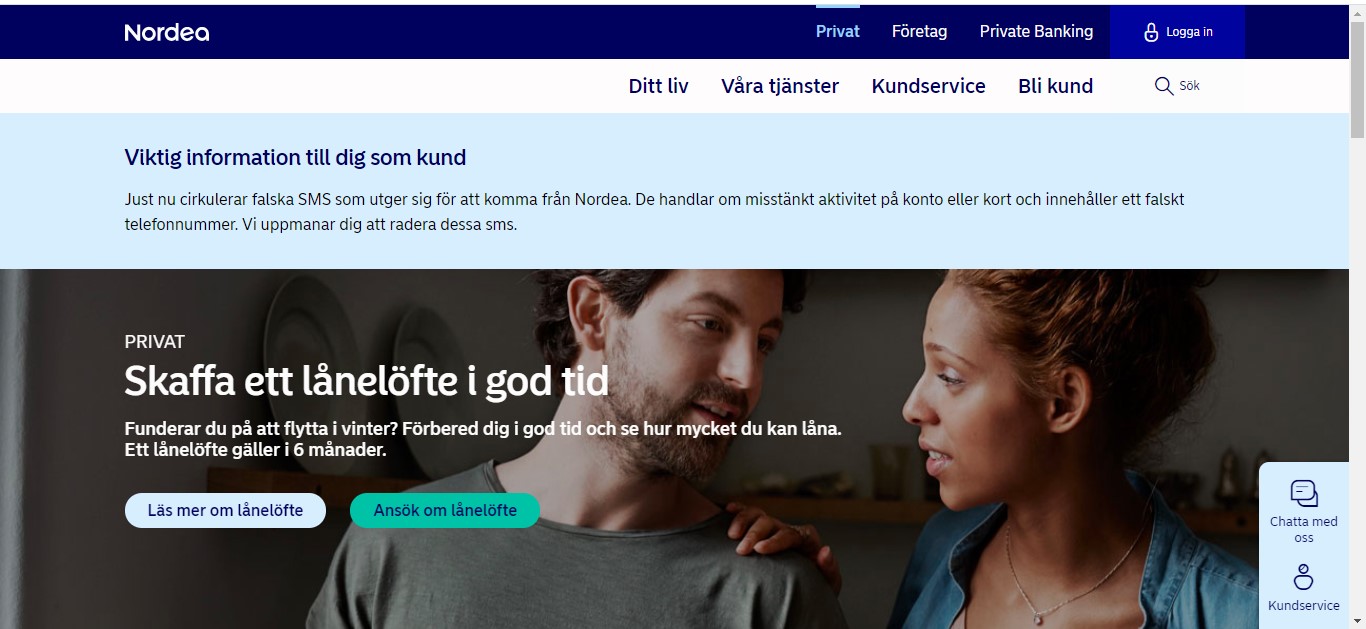 Nordea
Privat
Företag
Private Banking
Logga in
Ditt liv
Våra tjänster
Kundservice
Bli kund
Sök
Viktig information till dig som kund
Just nu cirkulerar falska SMS som utger sig för att komma från Nordea. De handlar om misstänkt aktivitet på konto eller kort och innehåller ett falskt
telefonnummer. Vi uppmanar dig att radera dessa sms.
PRIVAT
Skaffa ett lånelöfte i god tid
Funderar du på att flytta i vinter? Förbered dig i god tid och se hur mycket du kan låna.
Ett lånelöfte gäller i 6 månader.
Läs mer om lånelöfte
Ansök om lånelöfte
Chatta med
oss
Kundservice